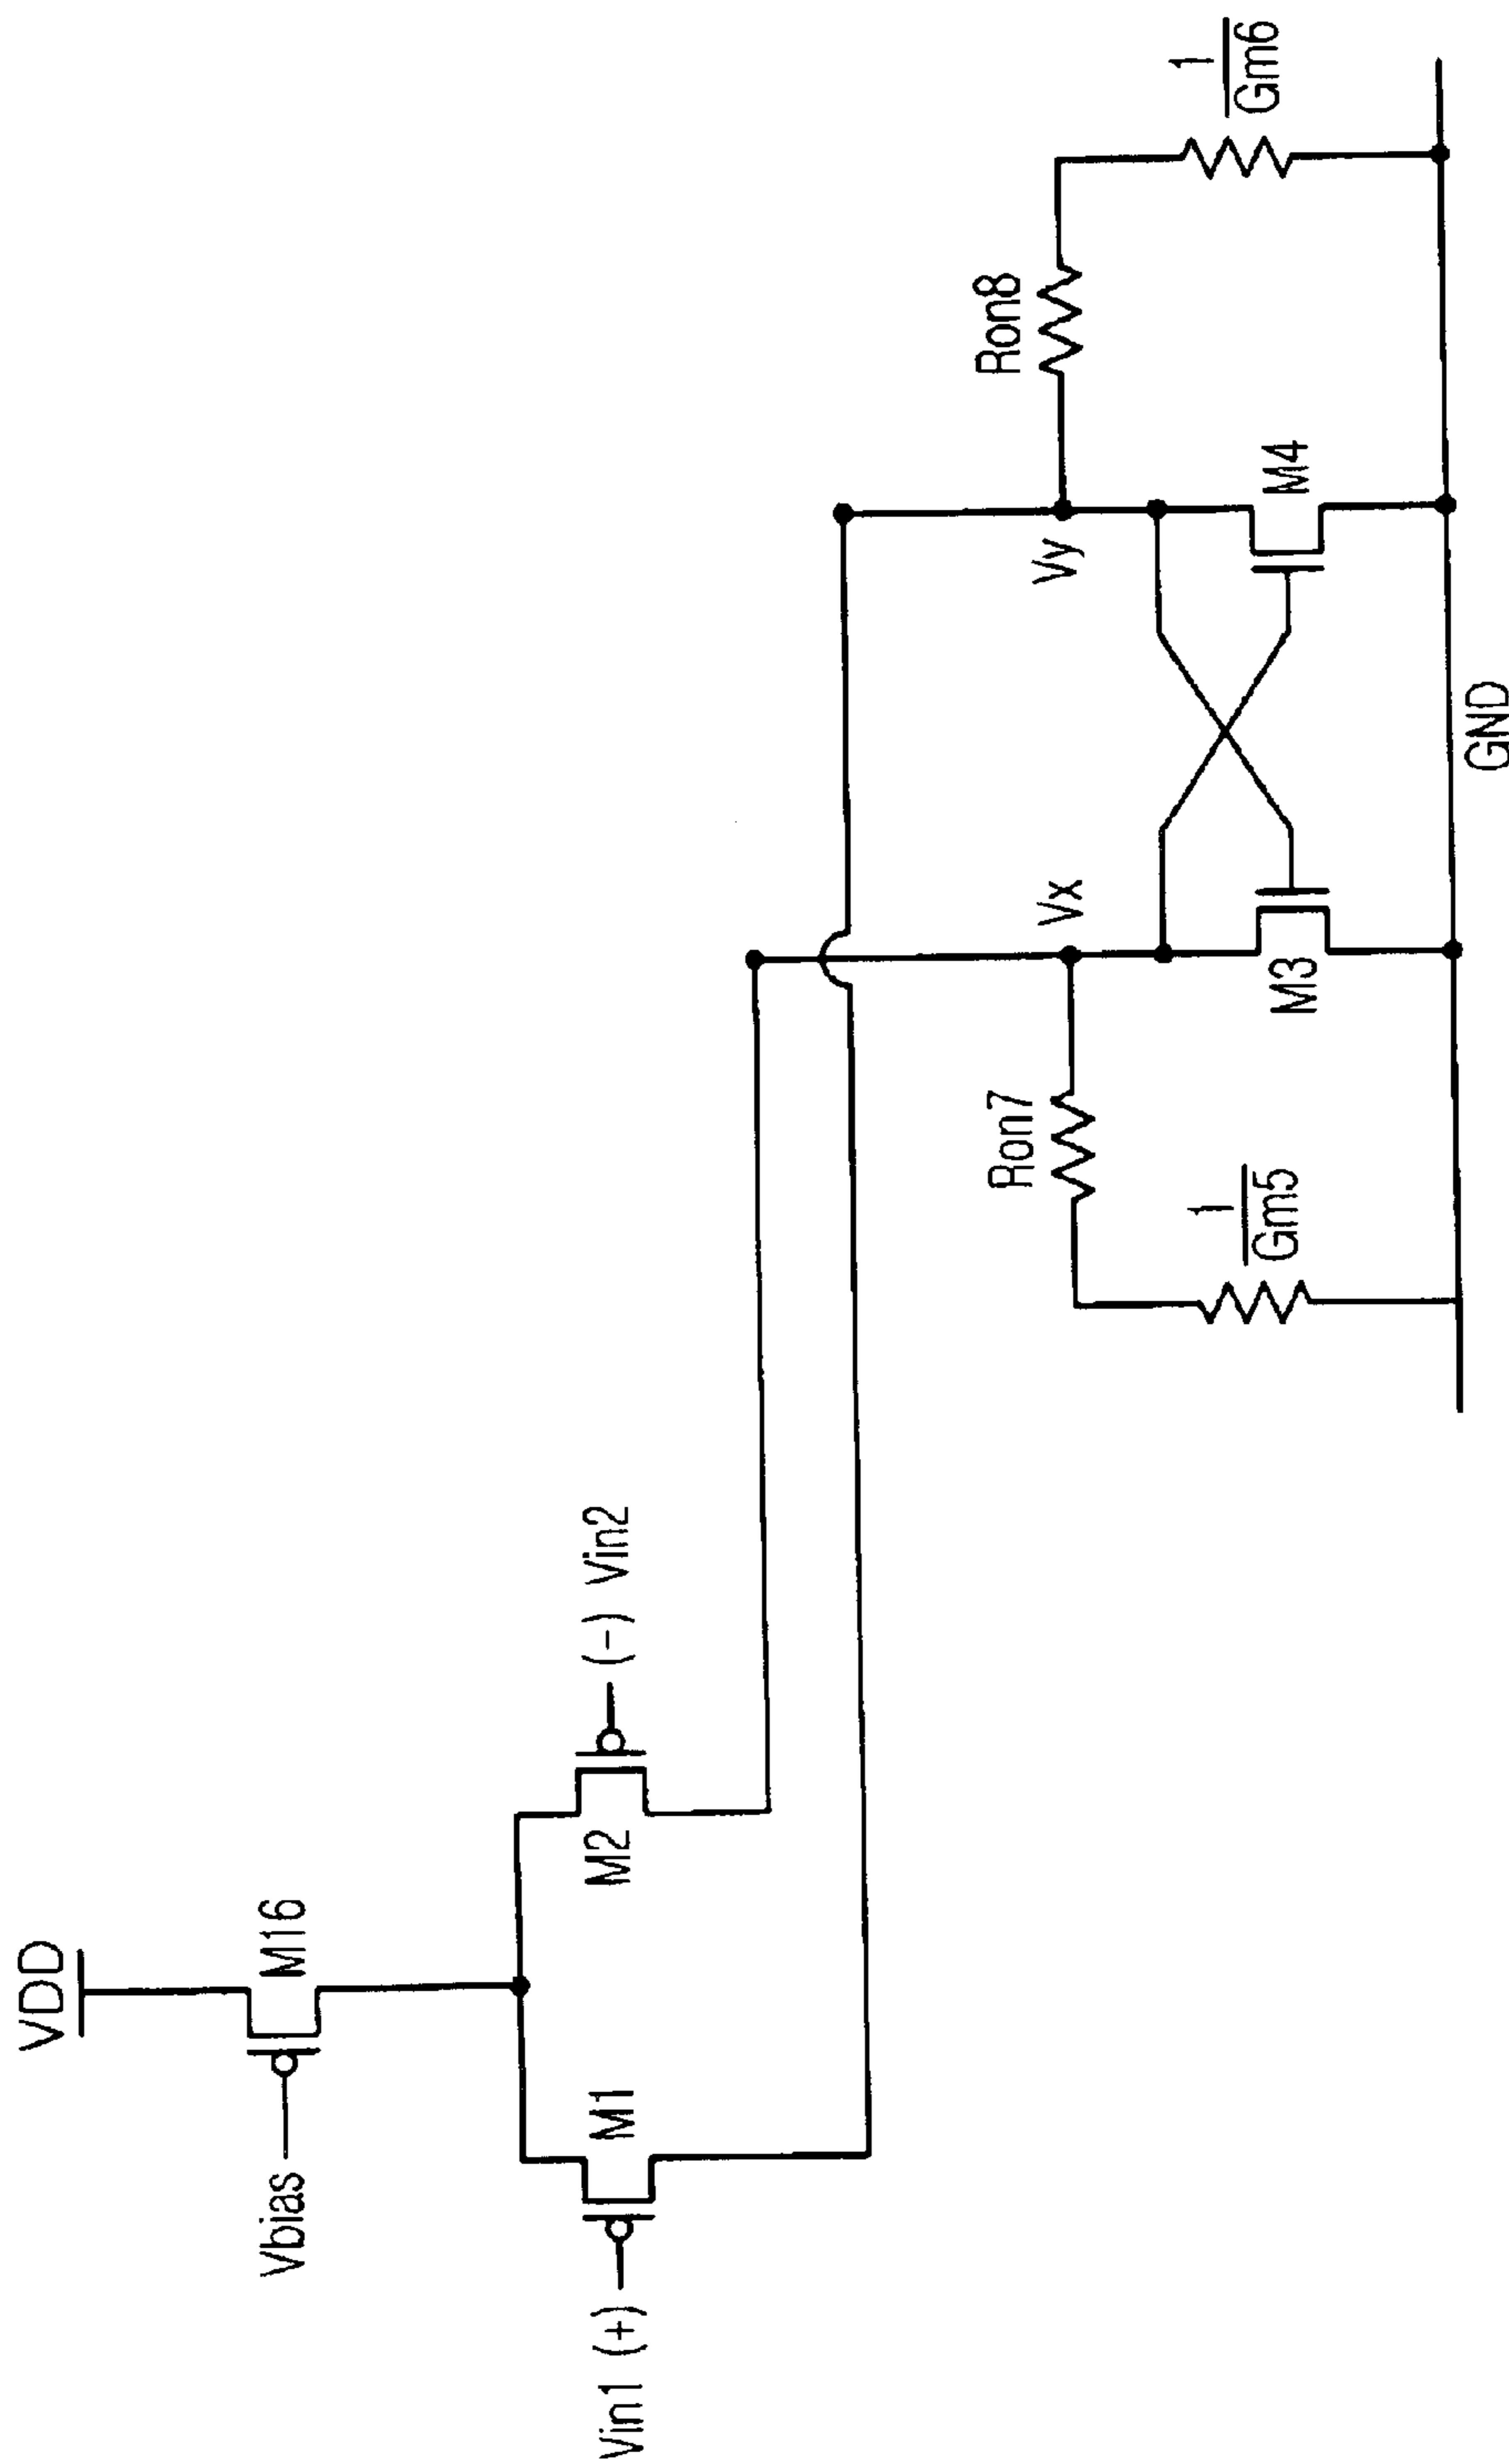 VDD
Vbias
M16
Vin1 (+)
M1
M2
(-) Vin2
Vx
Vy
Ron7
Ron8
1
Gm5
1
Gm6
M3
M4
GND